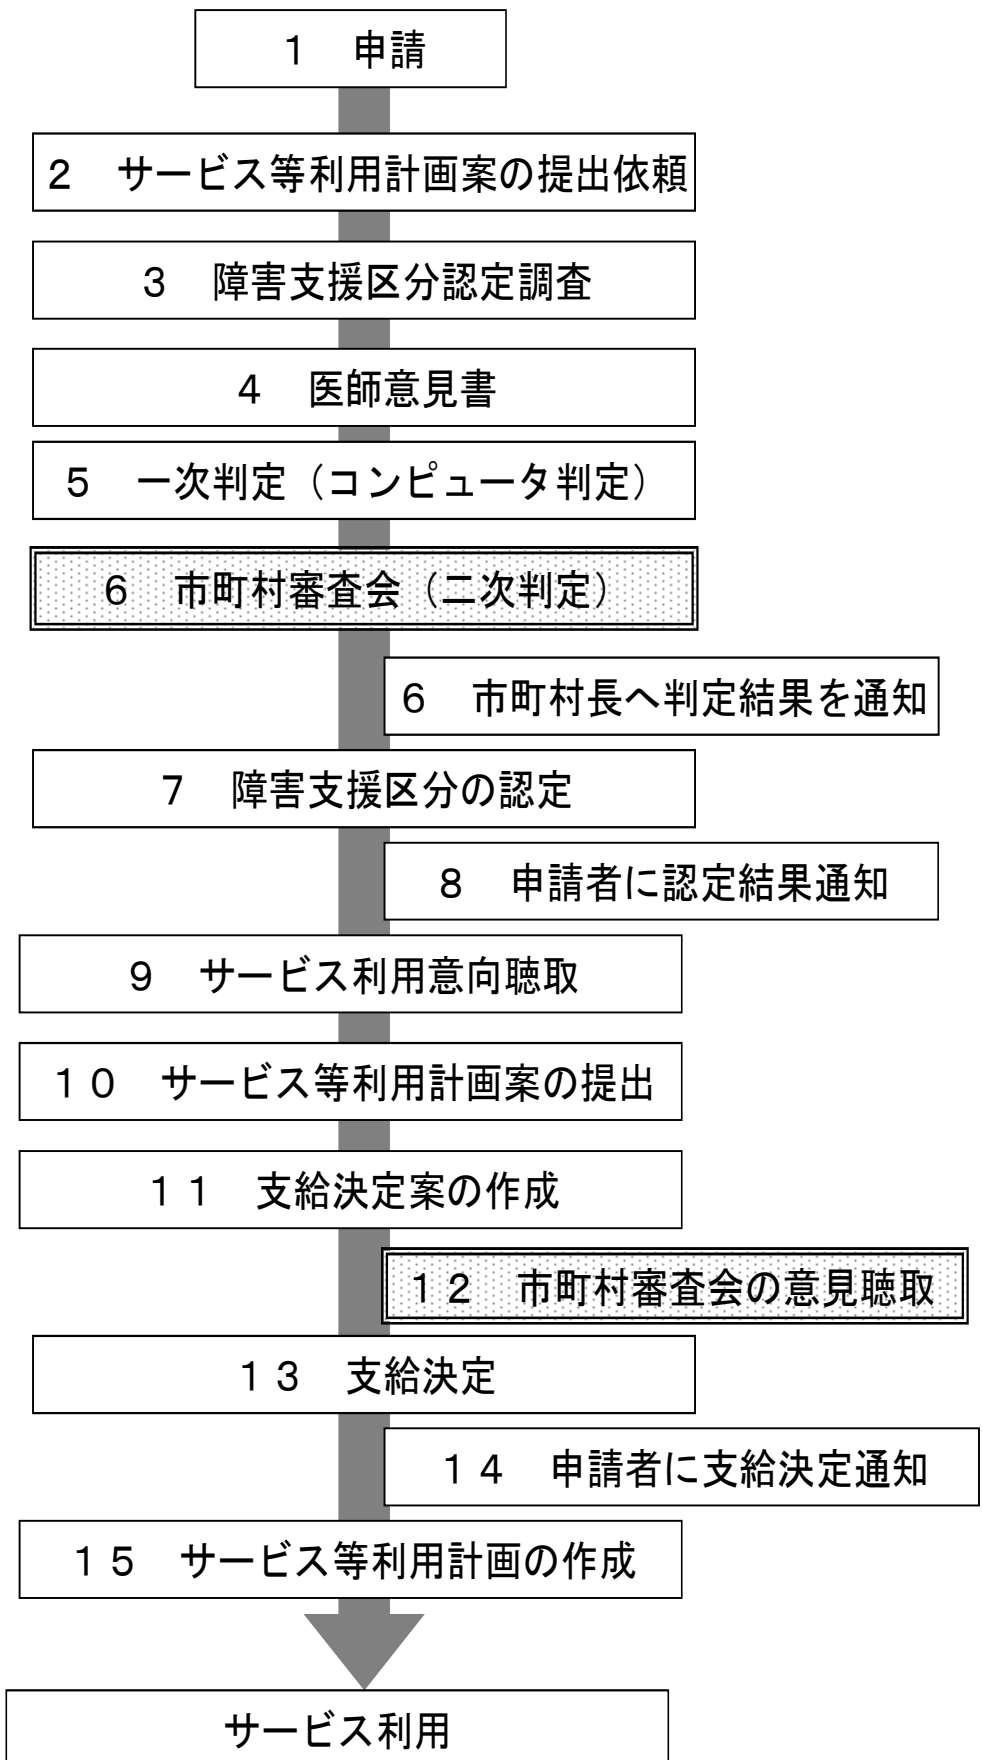 １　申請
２　サービス等利用計画案の提出依頼
３　障害支援区分認定調査
４　医師意見書
５　一次判定（コンピュータ判定）
６　市町村審査会（二次判定）
６　市町村長へ判定結果を通知
７　障害支援区分の認定
８　申請者に認定結果通知
９　サービス利用意向聴取
１０　サービス等利用計画案の提出
１１　支給決定案の作成
１２　市町村審査会の意見聴取
１３　支給決定
１４　申請者に支給決定通知
１５　サービス等利用計画の作成
サービス利用